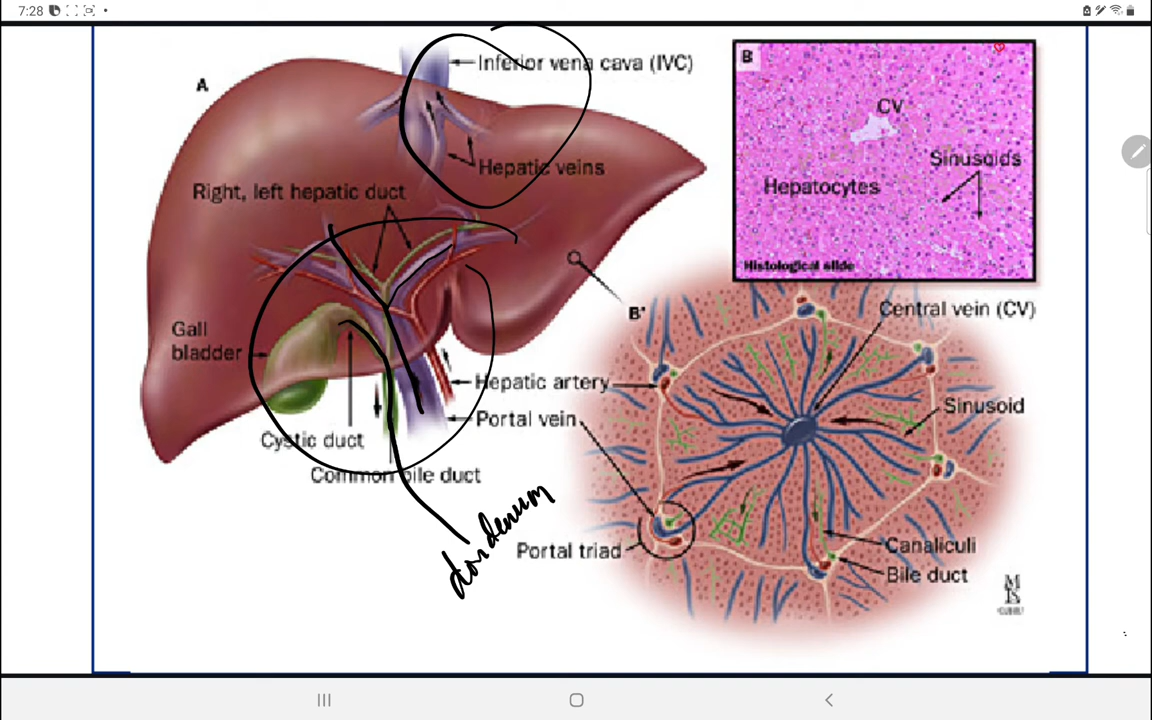 7:28
A
Inferior vena cava (IVC)
Hepatic veins
Right, left hepatic duct
Gall
bladder
Hepatic artery
Portal vein
Cystic duct
Common bile duct
duodenum
B
CV
Sinusoids
Hepatocytes
Histological slide
B'
Central vein (CV)
Sinusoid
Portal triad
Canaliculi
Bile duct